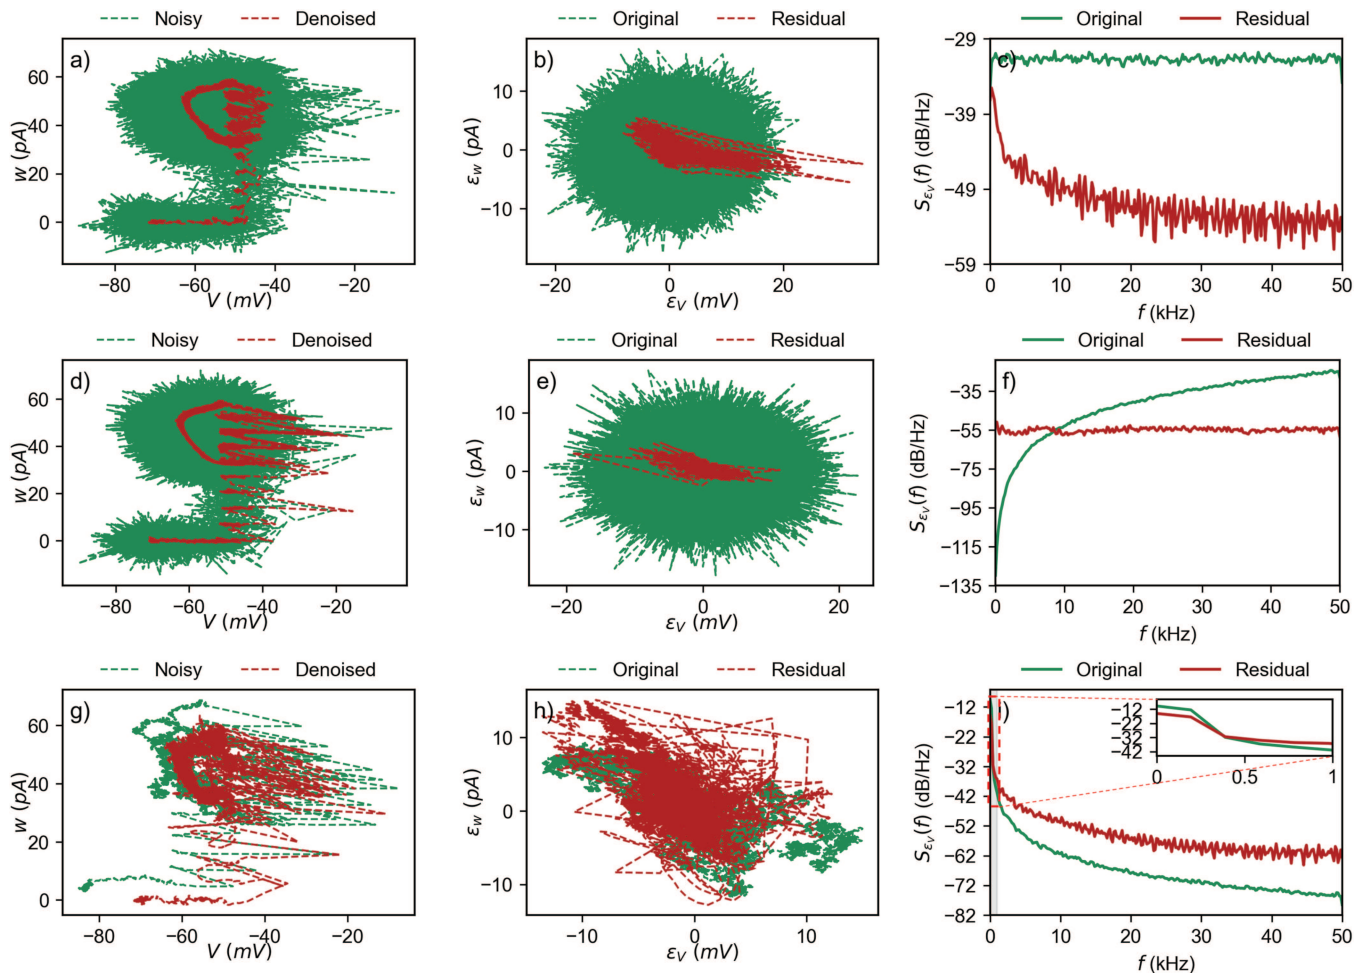 Noisy Denoised
Original Residual
Original Residual
a)
60
40
20
0
w (pA)
−80 −60 −40 −20
V (mV)
b)
10
0
−10
ε_w (pA)
−20 0 20
ε_V (mV)
c)
−29
−39
−49
−59
S_εV(f) (dB/Hz)
0 10 20 30 40 50
f (kHz)
Noisy Denoised
Original Residual
Original Residual
d)
60
40
20
0
w (pA)
−80 −60 −40 −20
V (mV)
e)
10
0
−10
ε_w (pA)
−20 0 20
ε_V (mV)
f)
−35
−55
−75
−95
−115
−135
S_εV(f) (dB/Hz)
0 10 20 30 40 50
f (kHz)
Noisy Denoised
Original Residual
Original Residual
g)
60
40
20
0
w (pA)
−80 −60 −40 −20
V (mV)
h)
10
0
−10
ε_w (pA)
−10 0 10
ε_V (mV)
)
−12
−22
−32
−42
−52
−62
−72
−82
S_εV(f) (dB/Hz)
−12
−22
−32
−42
0 0.5 1
0 10 20 30 40 50
f (kHz)